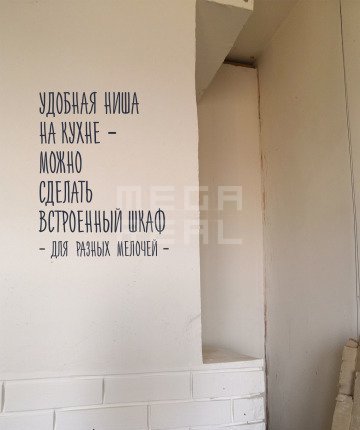 УДОБНАЯ НИША
НА КУХНЕ –
МОЖНО
СДЕЛАТЬ
ВСТРОЕННЫЙ ШКАФ
– ДЛЯ РАЗНЫХ МЕЛОЧЕЙ –
MEGA
REAL